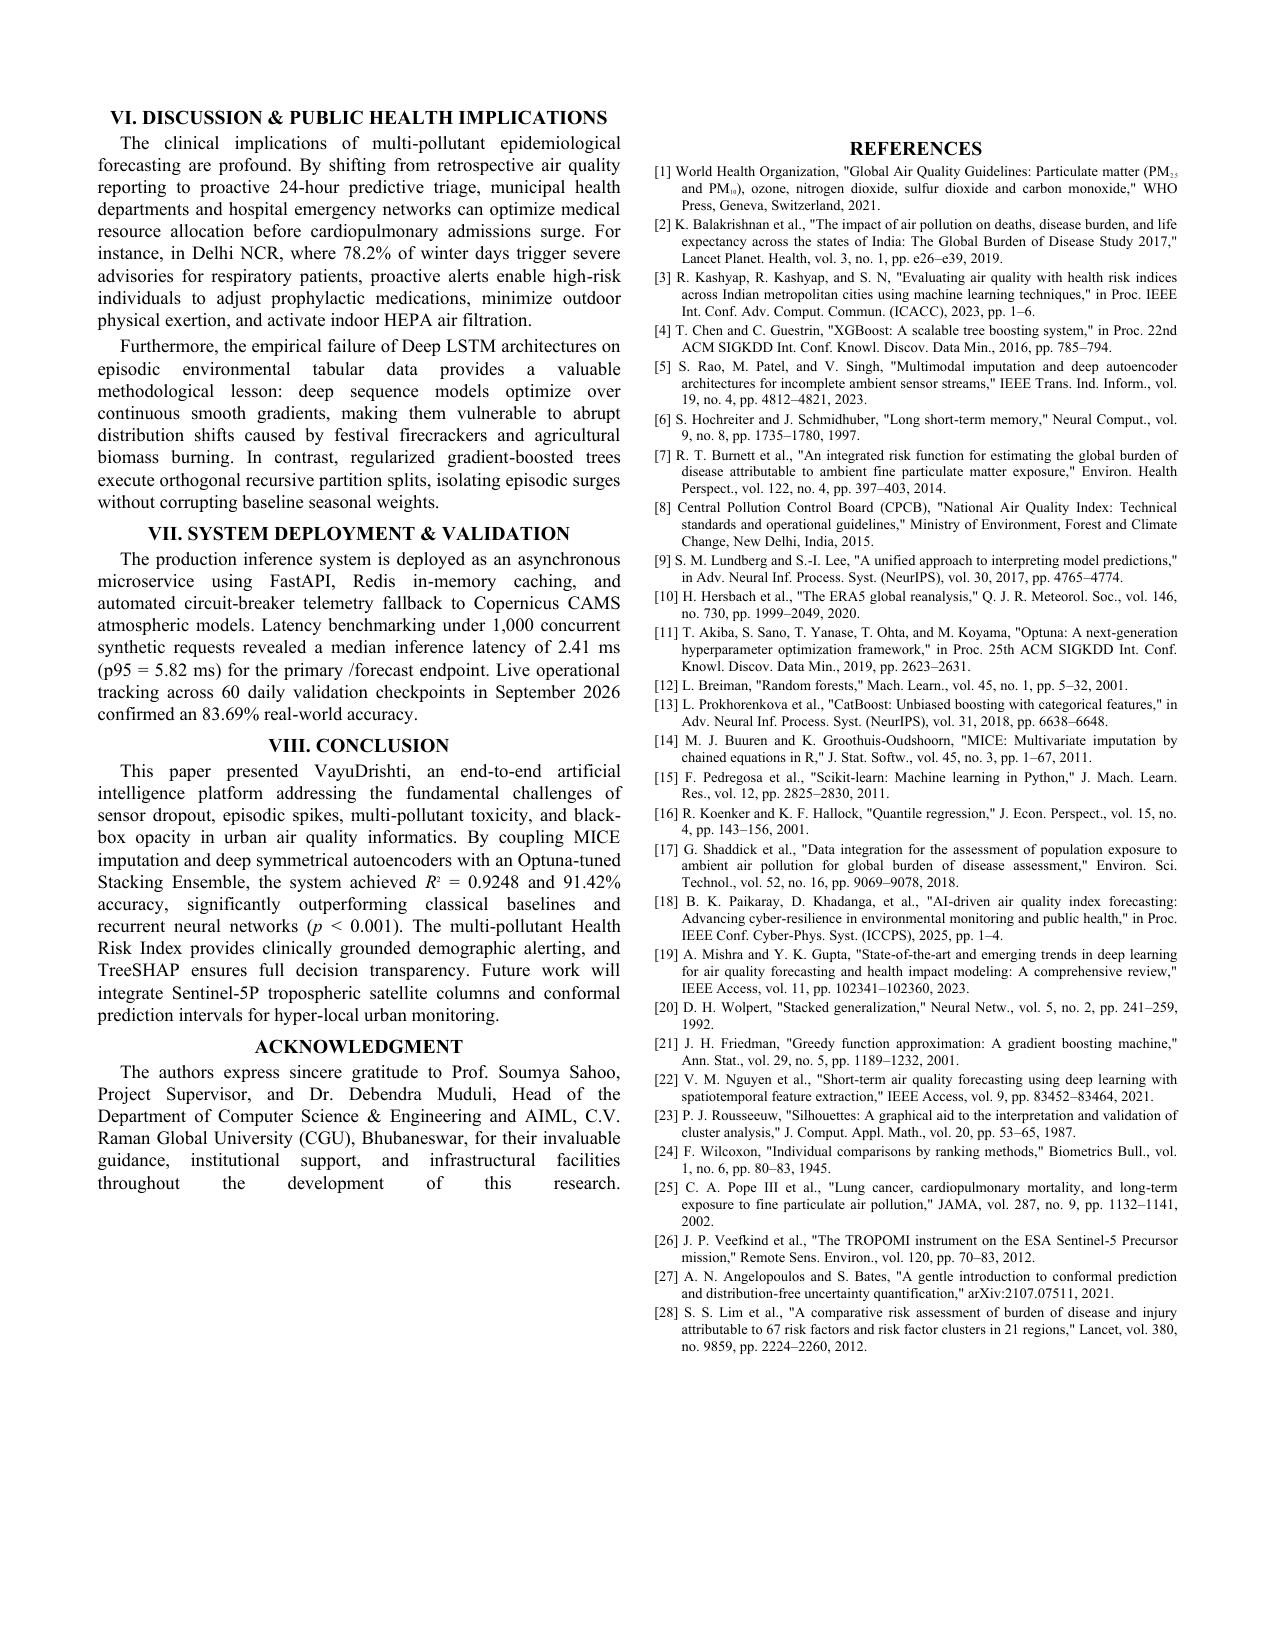 VI. DISCUSSION & PUBLIC HEALTH IMPLICATIONS
The clinical implications of multi-pollutant epidemiological
forecasting are profound. By shifting from retrospective air quality
reporting to proactive 24-hour predictive triage, municipal health
departments and hospital emergency networks can optimize medical
resource allocation before cardiopulmonary admissions surge. For
instance, in Delhi NCR, where 78.2% of winter days trigger severe
advisories for respiratory patients, proactive alerts enable high-risk
individuals to adjust prophylactic medications, minimize outdoor
physical exertion, and activate indoor HEPA air filtration.
Furthermore, the empirical failure of Deep LSTM architectures on
episodic environmental tabular data provides a valuable
methodological lesson: deep sequence models optimize over
continuous smooth gradients, making them vulnerable to abrupt
distribution shifts caused by festival firecrackers and agricultural
biomass burning. In contrast, regularized gradient-boosted trees
execute orthogonal recursive partition splits, isolating episodic surges
without corrupting baseline seasonal weights.
VII. SYSTEM DEPLOYMENT & VALIDATION
The production inference system is deployed as an asynchronous
microservice using FastAPI, Redis in-memory caching, and
automated circuit-breaker telemetry fallback to Copernicus CAMS
atmospheric models. Latency benchmarking under 1,000 concurrent
synthetic requests revealed a median inference latency of 2.41 ms
(p95 = 5.82 ms) for the primary /forecast endpoint. Live operational
tracking across 60 daily validation checkpoints in September 2026
confirmed an 83.69% real-world accuracy.
VIII. CONCLUSION
This paper presented VayuDrishti, an end-to-end artificial
intelligence platform addressing the fundamental challenges of
sensor dropout, episodic spikes, multi-pollutant toxicity, and black-
box opacity in urban air quality informatics. By coupling MICE
imputation and deep symmetrical autoencoders with an Optuna-tuned
Stacking Ensemble, the system achieved R² = 0.9248 and 91.42%
accuracy, significantly outperforming classical baselines and
recurrent neural networks (p < 0.001). The multi-pollutant Health
Risk Index provides clinically grounded demographic alerting, and
TreeSHAP ensures full decision transparency. Future work will
integrate Sentinel-5P tropospheric satellite columns and conformal
prediction intervals for hyper-local urban monitoring.
ACKNOWLEDGMENT
The authors express sincere gratitude to Prof. Soumya Sahoo,
Project Supervisor, and Dr. Debendra Muduli, Head of the
Department of Computer Science & Engineering and AIML, C.V.
Raman Global University (CGU), Bhubaneswar, for their invaluable
guidance, institutional support, and infrastructural facilities
throughout the development of this research.
REFERENCES
[1] World Health Organization, "Global Air Quality Guidelines: Particulate matter (PM₂.₅
and PM₁₀), ozone, nitrogen dioxide, sulfur dioxide and carbon monoxide," WHO
Press, Geneva, Switzerland, 2021.
[2] K. Balakrishnan et al., "The impact of air pollution on deaths, disease burden, and life
expectancy across the states of India: The Global Burden of Disease Study 2017,"
Lancet Planet. Health, vol. 3, no. 1, pp. e26–e39, 2019.
[3] R. Kashyap, R. Kashyap, and S. N, "Evaluating air quality with health risk indices
across Indian metropolitan cities using machine learning techniques," in Proc. IEEE
Int. Conf. Adv. Comput. Commun. (ICACC), 2023, pp. 1–6.
[4] T. Chen and C. Guestrin, "XGBoost: A scalable tree boosting system," in Proc. 22nd
ACM SIGKDD Int. Conf. Knowl. Discov. Data Min., 2016, pp. 785–794.
[5] S. Rao, M. Patel, and V. Singh, "Multimodal imputation and deep autoencoder
architectures for incomplete ambient sensor streams," IEEE Trans. Ind. Inform., vol.
19, no. 4, pp. 4812–4821, 2023.
[6] S. Hochreiter and J. Schmidhuber, "Long short-term memory," Neural Comput., vol.
9, no. 8, pp. 1735–1780, 1997.
[7] R. T. Burnett et al., "An integrated risk function for estimating the global burden of
disease attributable to ambient fine particulate matter exposure," Environ. Health
Perspect., vol. 122, no. 4, pp. 397–403, 2014.
[8] Central Pollution Control Board (CPCB), "National Air Quality Index: Technical
standards and operational guidelines," Ministry of Environment, Forest and Climate
Change, New Delhi, India, 2015.
[9] S. M. Lundberg and S.-I. Lee, "A unified approach to interpreting model predictions,"
in Adv. Neural Inf. Process. Syst. (NeurIPS), vol. 30, 2017, pp. 4765–4774.
[10] H. Hersbach et al., "The ERA5 global reanalysis," Q. J. R. Meteorol. Soc., vol. 146,
no. 730, pp. 1999–2049, 2020.
[11] T. Akiba, S. Sano, T. Yanase, T. Ohta, and M. Koyama, "Optuna: A next-generation
hyperparameter optimization framework," in Proc. 25th ACM SIGKDD Int. Conf.
Knowl. Discov. Data Min., 2019, pp. 2623–2631.
[12] L. Breiman, "Random forests," Mach. Learn., vol. 45, no. 1, pp. 5–32, 2001.
[13] L. Prokhorenkova et al., "CatBoost: Unbiased boosting with categorical features," in
Adv. Neural Inf. Process. Syst. (NeurIPS), vol. 31, 2018, pp. 6638–6648.
[14] M. J. Buuren and K. Groothuis-Oudshoorn, "MICE: Multivariate imputation by
chained equations in R," J. Stat. Softw., vol. 45, no. 3, pp. 1–67, 2011.
[15] F. Pedregosa et al., "Scikit-learn: Machine learning in Python," J. Mach. Learn.
Res., vol. 12, pp. 2825–2830, 2011.
[16] R. Koenker and K. F. Hallock, "Quantile regression," J. Econ. Perspect., vol. 15, no.
4, pp. 143–156, 2001.
[17] G. Shaddick et al., "Data integration for the assessment of population exposure to
ambient air pollution for global burden of disease assessment," Environ. Sci.
Technol., vol. 52, no. 16, pp. 9069–9078, 2018.
[18] B. K. Paikaray, D. Khadanga, et al., "AI-driven air quality index forecasting:
Advancing cyber-resilience in environmental monitoring and public health," in Proc.
IEEE Conf. Cyber-Phys. Syst. (ICCPS), 2025, pp. 1–4.
[19] A. Mishra and Y. K. Gupta, "State-of-the-art and emerging trends in deep learning
for air quality forecasting and health impact modeling: A comprehensive review,"
IEEE Access, vol. 11, pp. 102341–102360, 2023.
[20] D. H. Wolpert, "Stacked generalization," Neural Netw., vol. 5, no. 2, pp. 241–259,
1992.
[21] J. H. Friedman, "Greedy function approximation: A gradient boosting machine,"
Ann. Stat., vol. 29, no. 5, pp. 1189–1232, 2001.
[22] V. M. Nguyen et al., "Short-term air quality forecasting using deep learning with
spatiotemporal feature extraction," IEEE Access, vol. 9, pp. 83452–83464, 2021.
[23] P. J. Rousseeuw, "Silhouettes: A graphical aid to the interpretation and validation of
cluster analysis," J. Comput. Appl. Math., vol. 20, pp. 53–65, 1987.
[24] F. Wilcoxon, "Individual comparisons by ranking methods," Biometrics Bull., vol.
1, no. 6, pp. 80–83, 1945.
[25] C. A. Pope III et al., "Lung cancer, cardiopulmonary mortality, and long-term
exposure to fine particulate air pollution," JAMA, vol. 287, no. 9, pp. 1132–1141,
2002.
[26] J. P. Veefkind et al., "The TROPOMI instrument on the ESA Sentinel-5 Precursor
mission," Remote Sens. Environ., vol. 120, pp. 70–83, 2012.
[27] A. N. Angelopoulos and S. Bates, "A gentle introduction to conformal prediction
and distribution-free uncertainty quantification," arXiv:2107.07511, 2021.
[28] S. S. Lim et al., "A comparative risk assessment of burden of disease and injury
attributable to 67 risk factors and risk factor clusters in 21 regions," Lancet, vol. 380,
no. 9859, pp. 2224–2260, 2012.